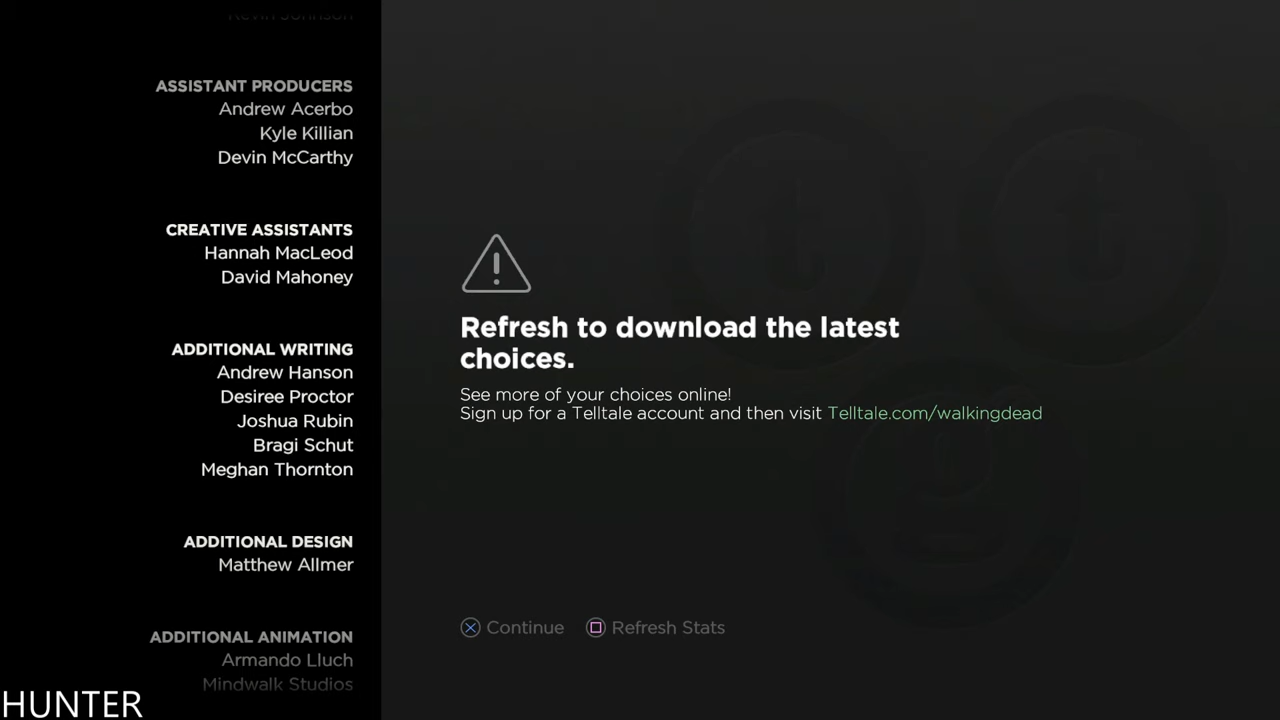 Kevin Johnson
ASSISTANT PRODUCERS
Andrew Acerbo
Kyle Killian
Devin McCarthy
CREATIVE ASSISTANTS
Hannah MacLeod
David Mahoney
ADDITIONAL WRITING
Andrew Hanson
Desiree Proctor
Joshua Rubin
Bragi Schut
Meghan Thornton
ADDITIONAL DESIGN
Matthew Allmer
ADDITIONAL ANIMATION
Armando Lluch
Mindwalk Studios
HUNTER
Refresh to download the latest
choices.
See more of your choices online!
Sign up for a Telltale account and then visit Telltale.com/walkingdead
Continue Refresh Stats